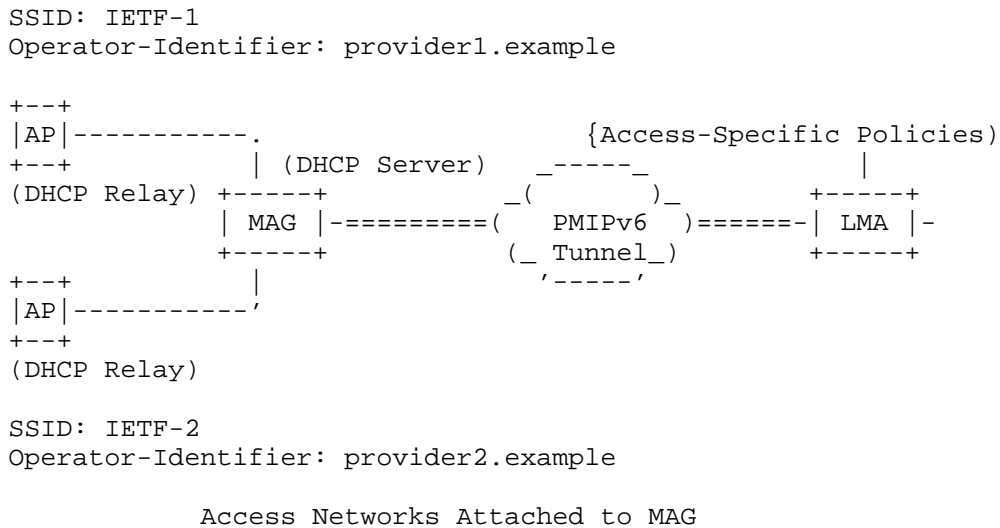 SSID: IETF-1
Operator-Identifier: provider1.example
+--+
|AP|-----------.                     {Access-Specific Policies)
+--+           | (DHCP Server)   _-----_             |
(DHCP Relay) +-----+           _(       )_        +-----+
             | MAG |-=========(   PMIPv6  )======-| LMA |-
             +-----+           (_ Tunnel_)        +-----+
+--+           |                 '-----'
|AP|-----------'
+--+
(DHCP Relay)
SSID: IETF-2
Operator-Identifier: provider2.example
Access Networks Attached to MAG